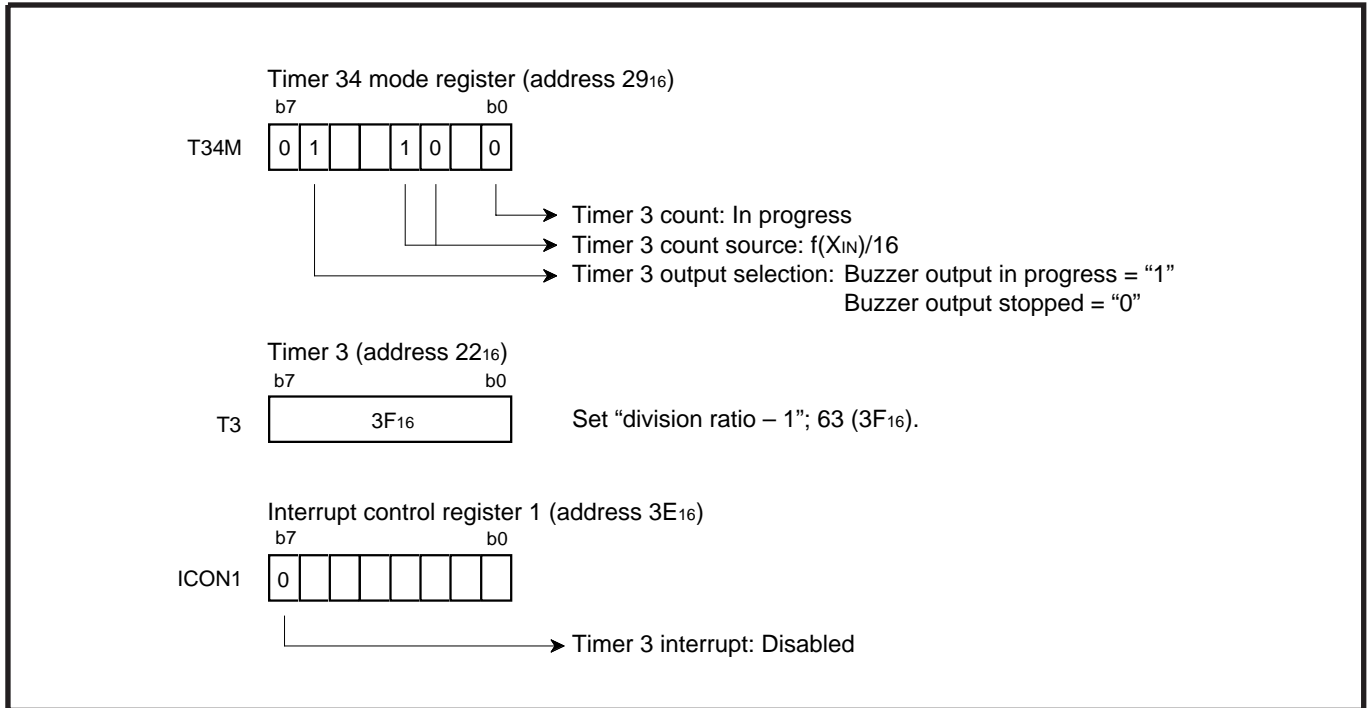 Timer 34 mode register (address 2916)
b7 b0
T34M 0 1 1 0 0
Timer 3 count: In progress
Timer 3 count source: f(XIN)/16
Timer 3 output selection: Buzzer output in progress = “1”
Buzzer output stopped = “0”
Timer 3 (address 2216)
b7 b0
T3 3F16 Set “division ratio – 1”; 63 (3F16).
Interrupt control register 1 (address 3E16)
b7 b0
ICON1 0
Timer 3 interrupt: Disabled